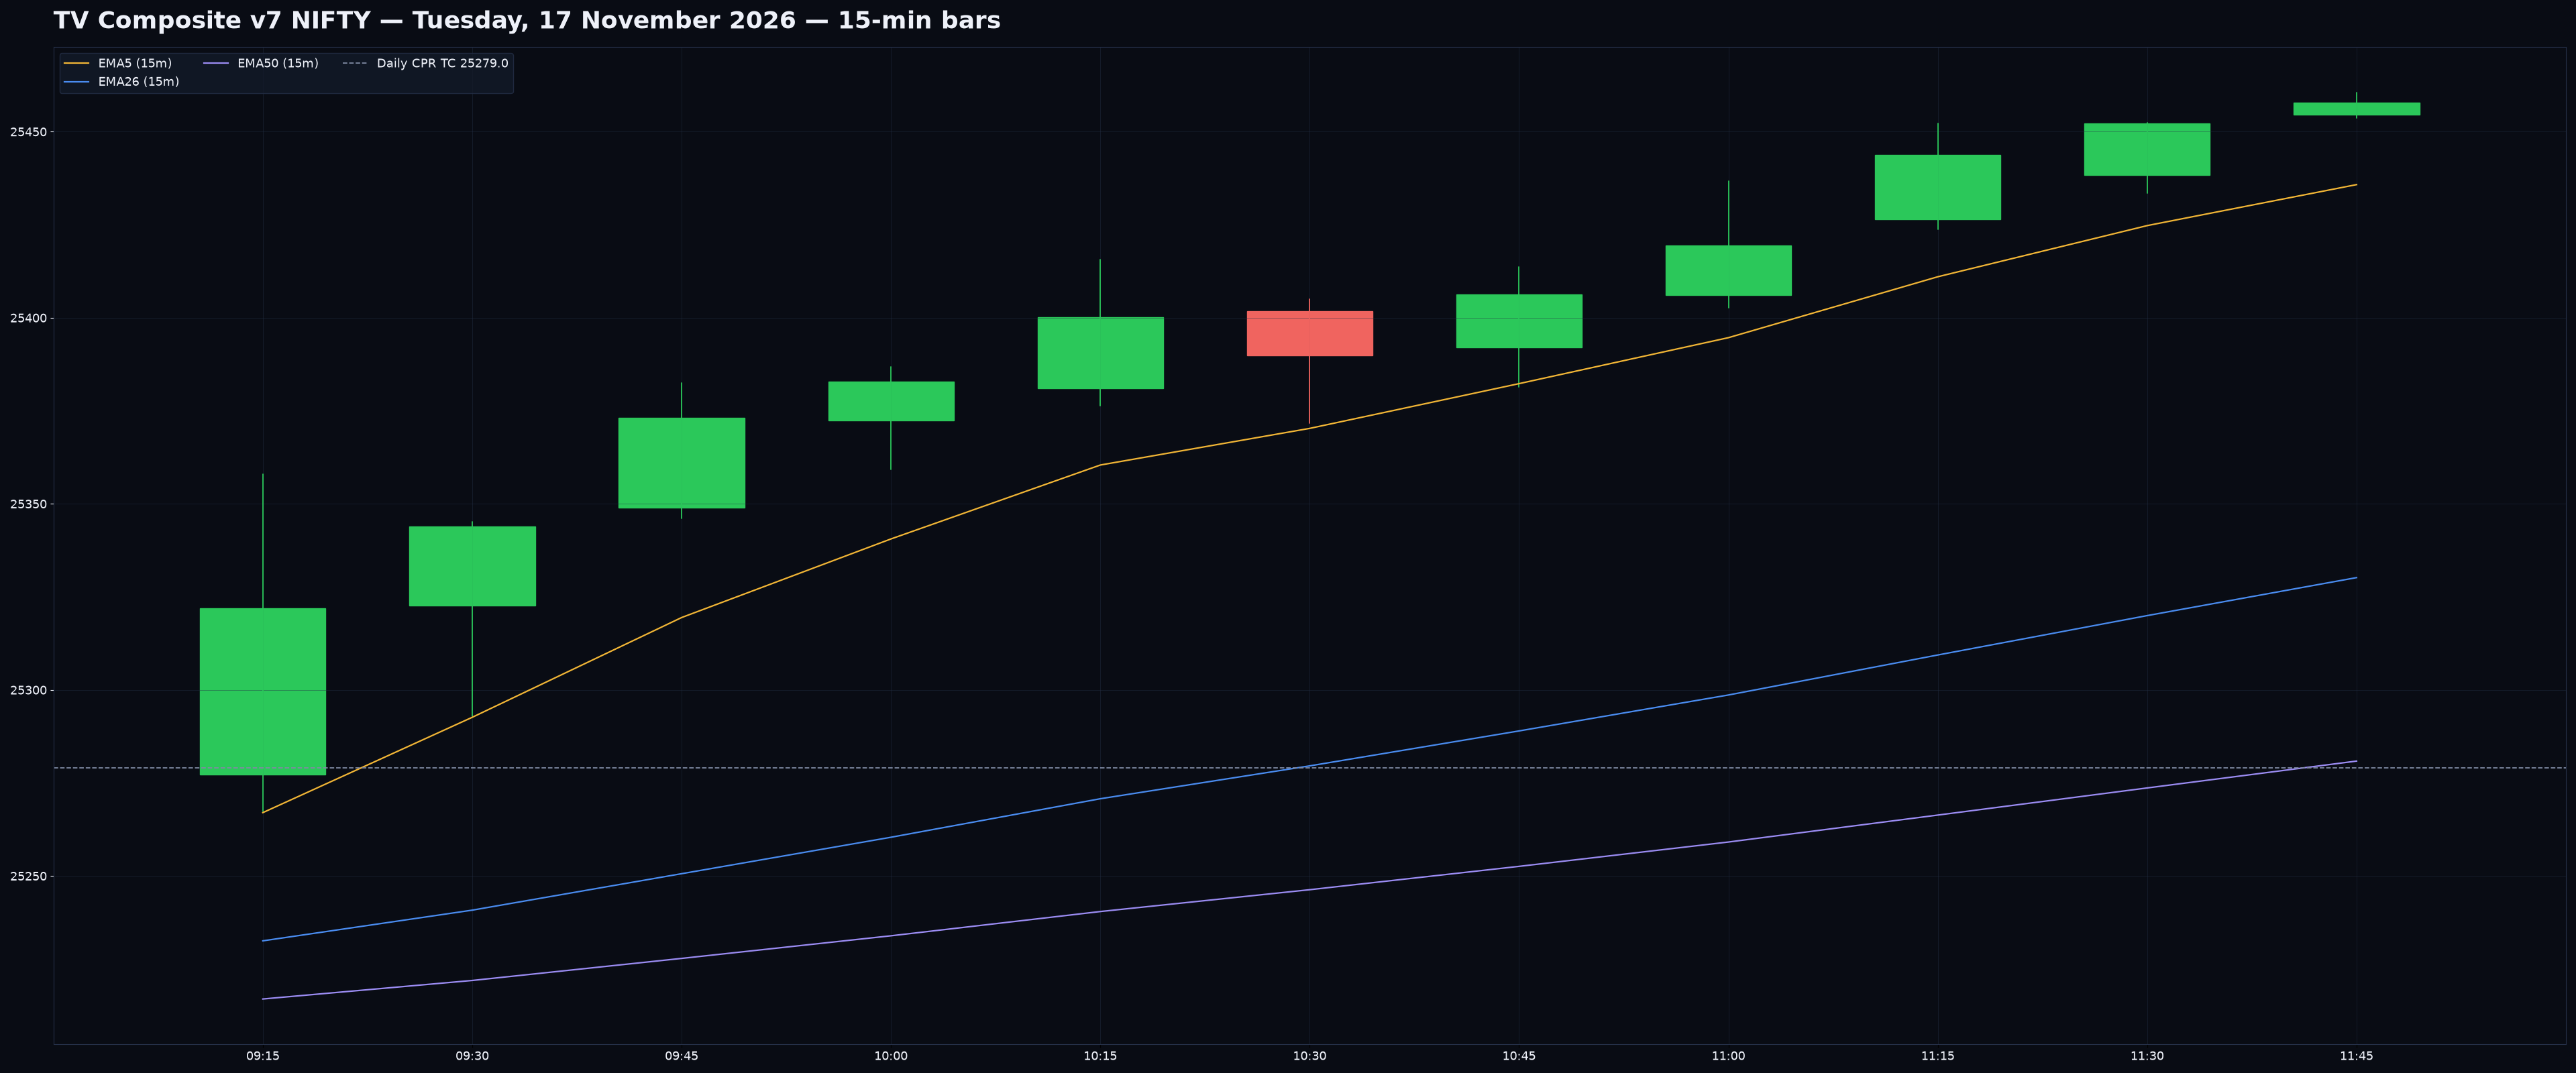 TV Composite v7 NIFTY — Tuesday, 17 November 2026 — 15-min bars
EMA5 (15m)
EMA26 (15m)
EMA50 (15m)
Daily CPR TC 25279.0
25450
25400
25350
25300
25250
09:15 09:30 09:45 10:00 10:15 10:30 10:45 11:00 11:15 11:30 11:45